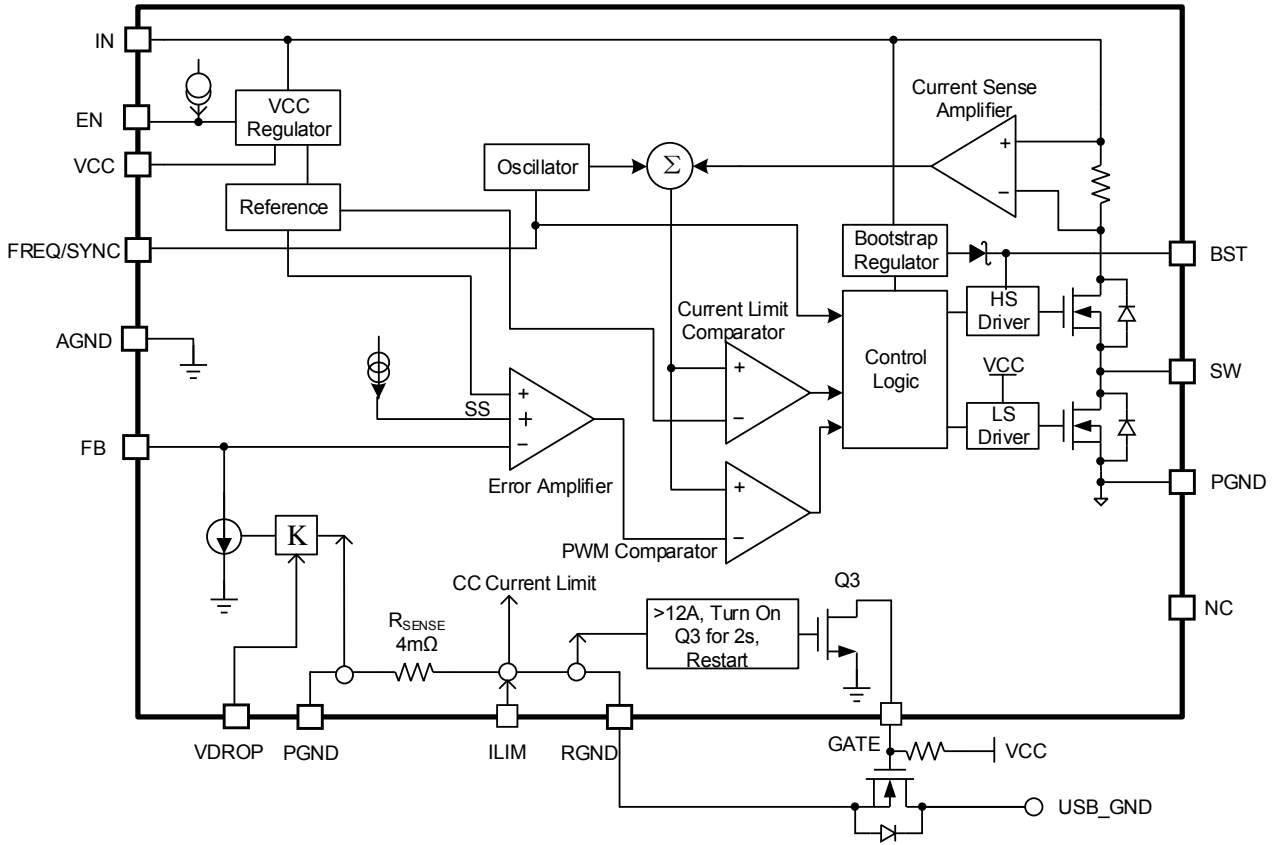 IN
Current Sense
Amplifier
VCC
Regulator
EN
+
VCC
Oscillator
Σ
−
Reference
FREQ/SYNC
Bootstrap
Regulator
BST
HS
Driver
Current Limit
Comparator
AGND
Control
Logic
VCC
SW
+
+
SS
+
−
LS
Driver
FB
−
Error Amplifier
+
PGND
K
PWM Comparator
−
CC Current Limit
Q3
RSENSE
4mΩ
>12A, Turn On
Q3 for 2s,
Restart
NC
VDROP
PGND
ILIM
RGND
GATE
VCC
USB_GND